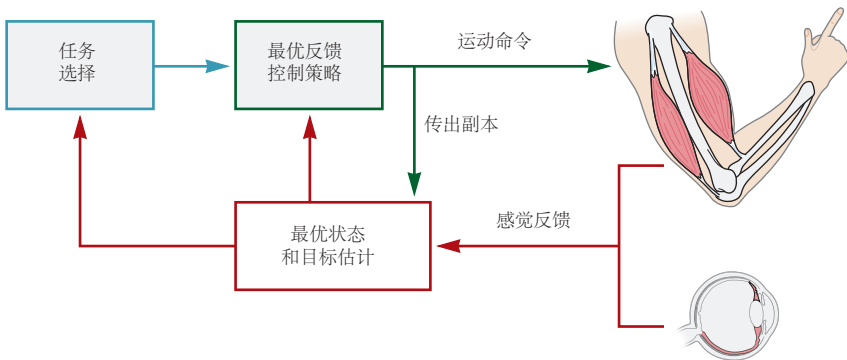 任务
选择
最优反馈
控制策略
运动命令
传出副本
感觉反馈
最优状态
和目标估计